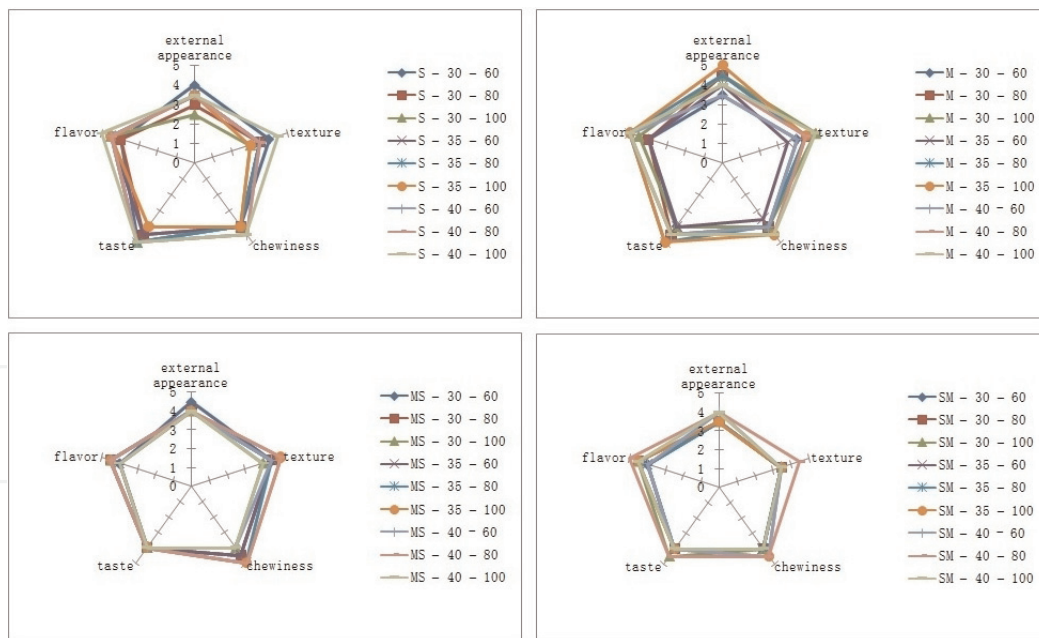 external
appearance
5
4
3
2
1
0
flavor
texture
taste
chewiness
S - 30 - 60
S - 30 - 80
S - 30 - 100
S - 35 - 60
S - 35 - 80
S - 35 - 100
S - 40 - 60
S - 40 - 80
S - 40 - 100
external
appearance
5
4
3
2
1
0
flavor
texture
taste
chewiness
M - 30 - 60
M - 30 - 80
M - 30 - 100
M - 35 - 60
M - 35 - 80
M - 35 - 100
M - 40 - 60
M - 40 - 80
M - 40 - 100
external
appearance
5
4
3
2
1
0
flavor
texture
taste
chewiness
MS - 30 - 60
MS - 30 - 80
MS - 30 - 100
MS - 35 - 60
MS - 35 - 80
MS - 35 - 100
MS - 40 - 60
MS - 40 - 80
MS - 40 - 100
external
appearance
5
4
3
2
1
0
flavor
texture
taste
chewiness
SM - 30 - 60
SM - 30 - 80
SM - 30 - 100
SM - 35 - 60
SM - 35 - 80
SM - 35 - 100
SM - 40 - 60
SM - 40 - 80
SM - 40 - 100